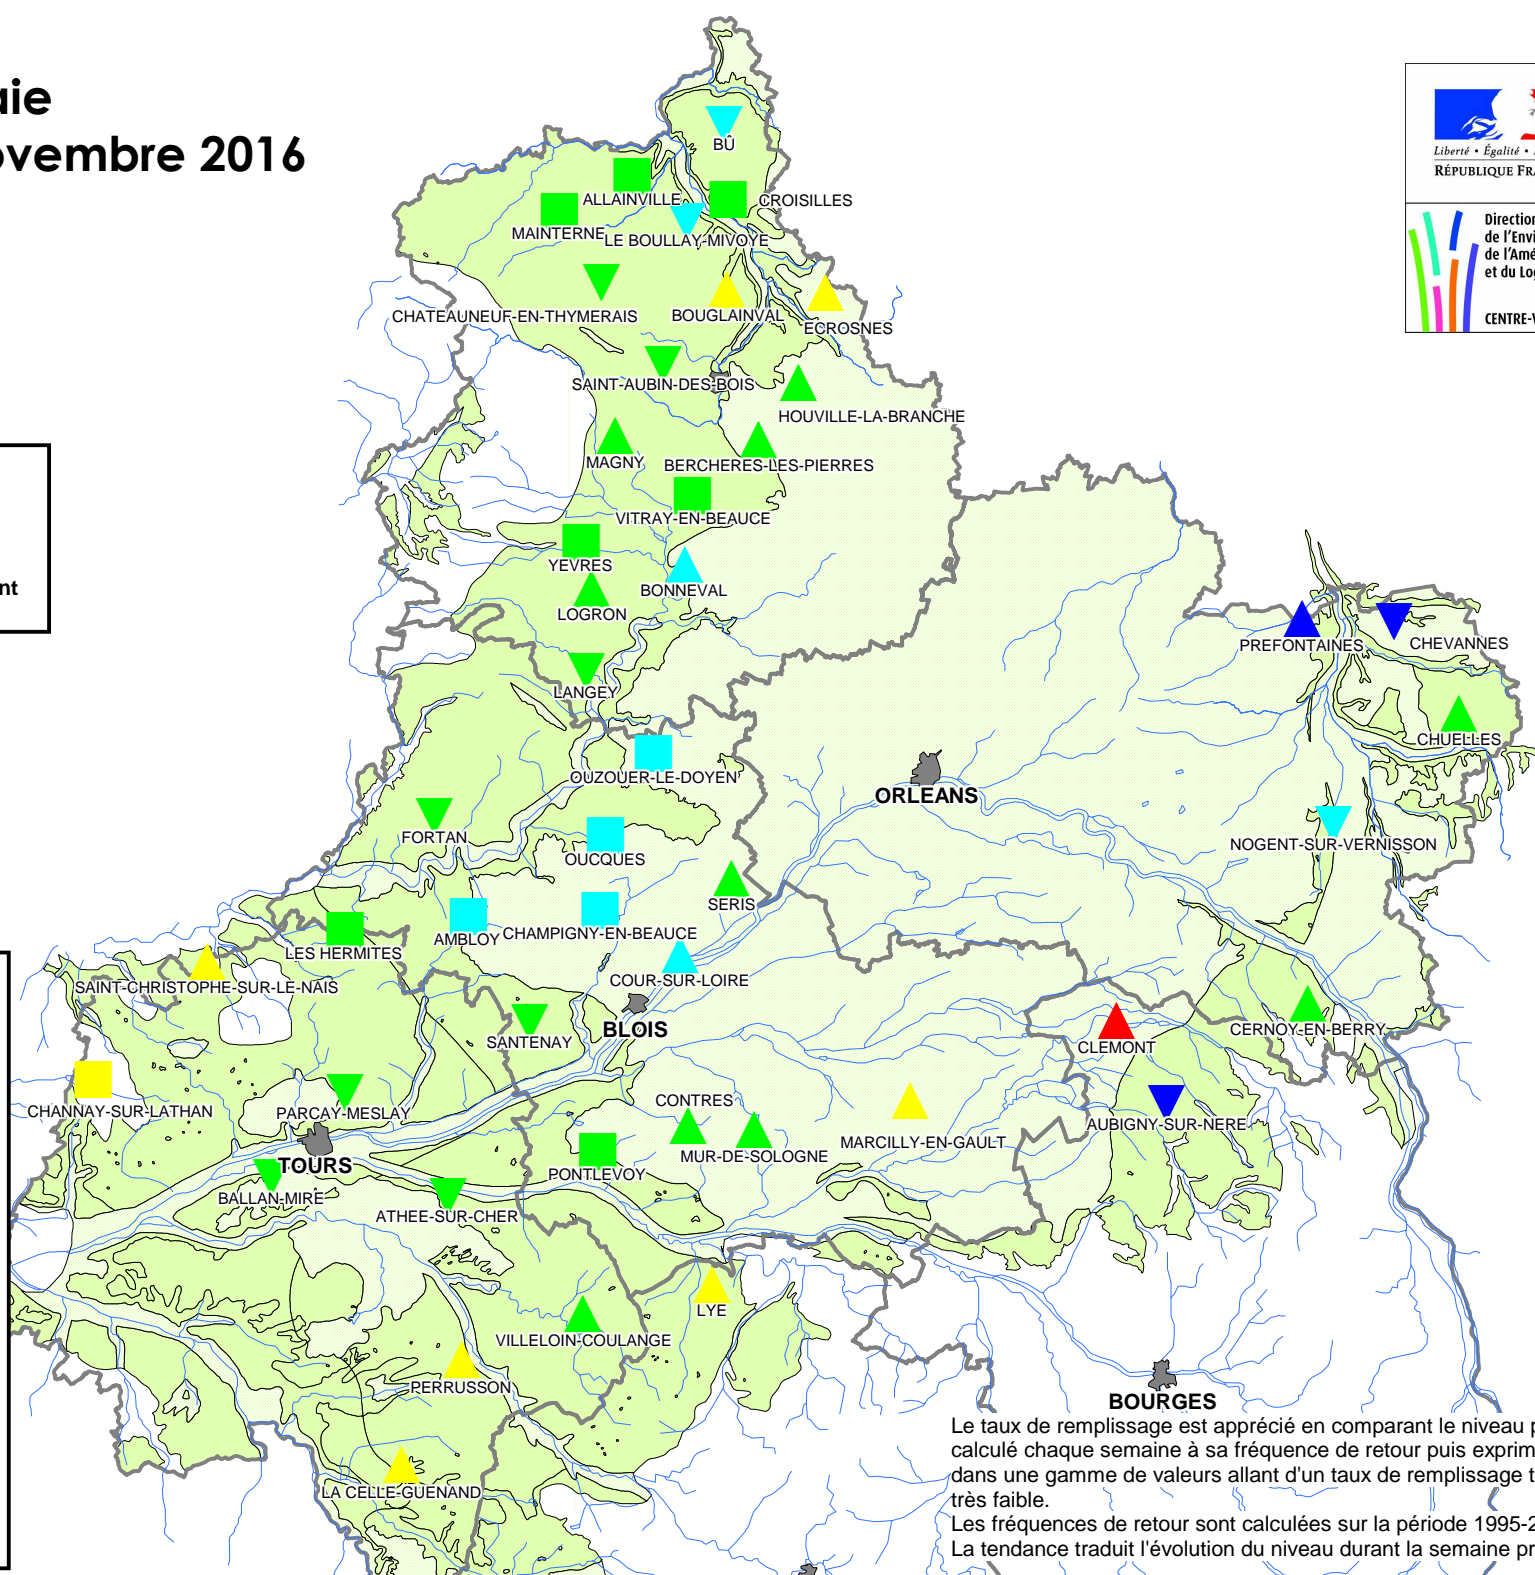 ovembre 2016
Liberté • Égalité •
RÉPUBLIQUE
de l'Amé
et du
nt
BÛ
ALLAINVILLE
CROISILLES
MAINTERNE
LE BOULLAY-MIVOYE
CHATEAUNEUF-EN-THYMERAIS
BOUGLAINVAL
ECROSNES
SAINT-AUBIN-DES-BOIS
HOUVILLE-LA-BRANCHE
MAGNY
BERCHERES-LES-PIERRES
VITRAY-EN-BEAUCE
YEVRES
BONNEVAL
LOGRON
PREFONTAINES
CHEVANNES
LANGEY
CHUELLES
OUZOUER-LE-DOYEN
ORLEANS
FORTAN
OUCQUES
NOGENT-SUR-VERNISSON
SERIS
AMBLOY
CHAMPIGNY-EN-BEAUCE
LES HERMITES
COUR-SUR-LOIRE
SAINT-CHRISTOPHE-SUR-LE-NAIS
BLOIS
CERNOY-EN-BERRY
SANTENAY
CLEMONT
CHANNAY-SUR-LATHAN
PARCAY-MESLAY
CONTRES
AUBIGNY-SUR-NERE
MARCILLY-EN-GAULT
MUR-DE-SOLOGNE
TOURS
PONTLEVOY
BALLAN-MIRE
ATHEE-SUR-CHER
LYE
VILLELOIN-COULANGE
PERRUSSON
BOURGES
LA CELLE-GUENAND
Le taux de remplissage est apprécié en comparant le niveau p
calculé chaque semaine à sa fréquence de retour puis exprim
dans une gamme de valeurs allant d'un taux de remplissage t
très faible.
Les fréquences de retour sont calculées sur la période 1995-2
La tendance traduit l'évolution du niveau durant la semaine pr